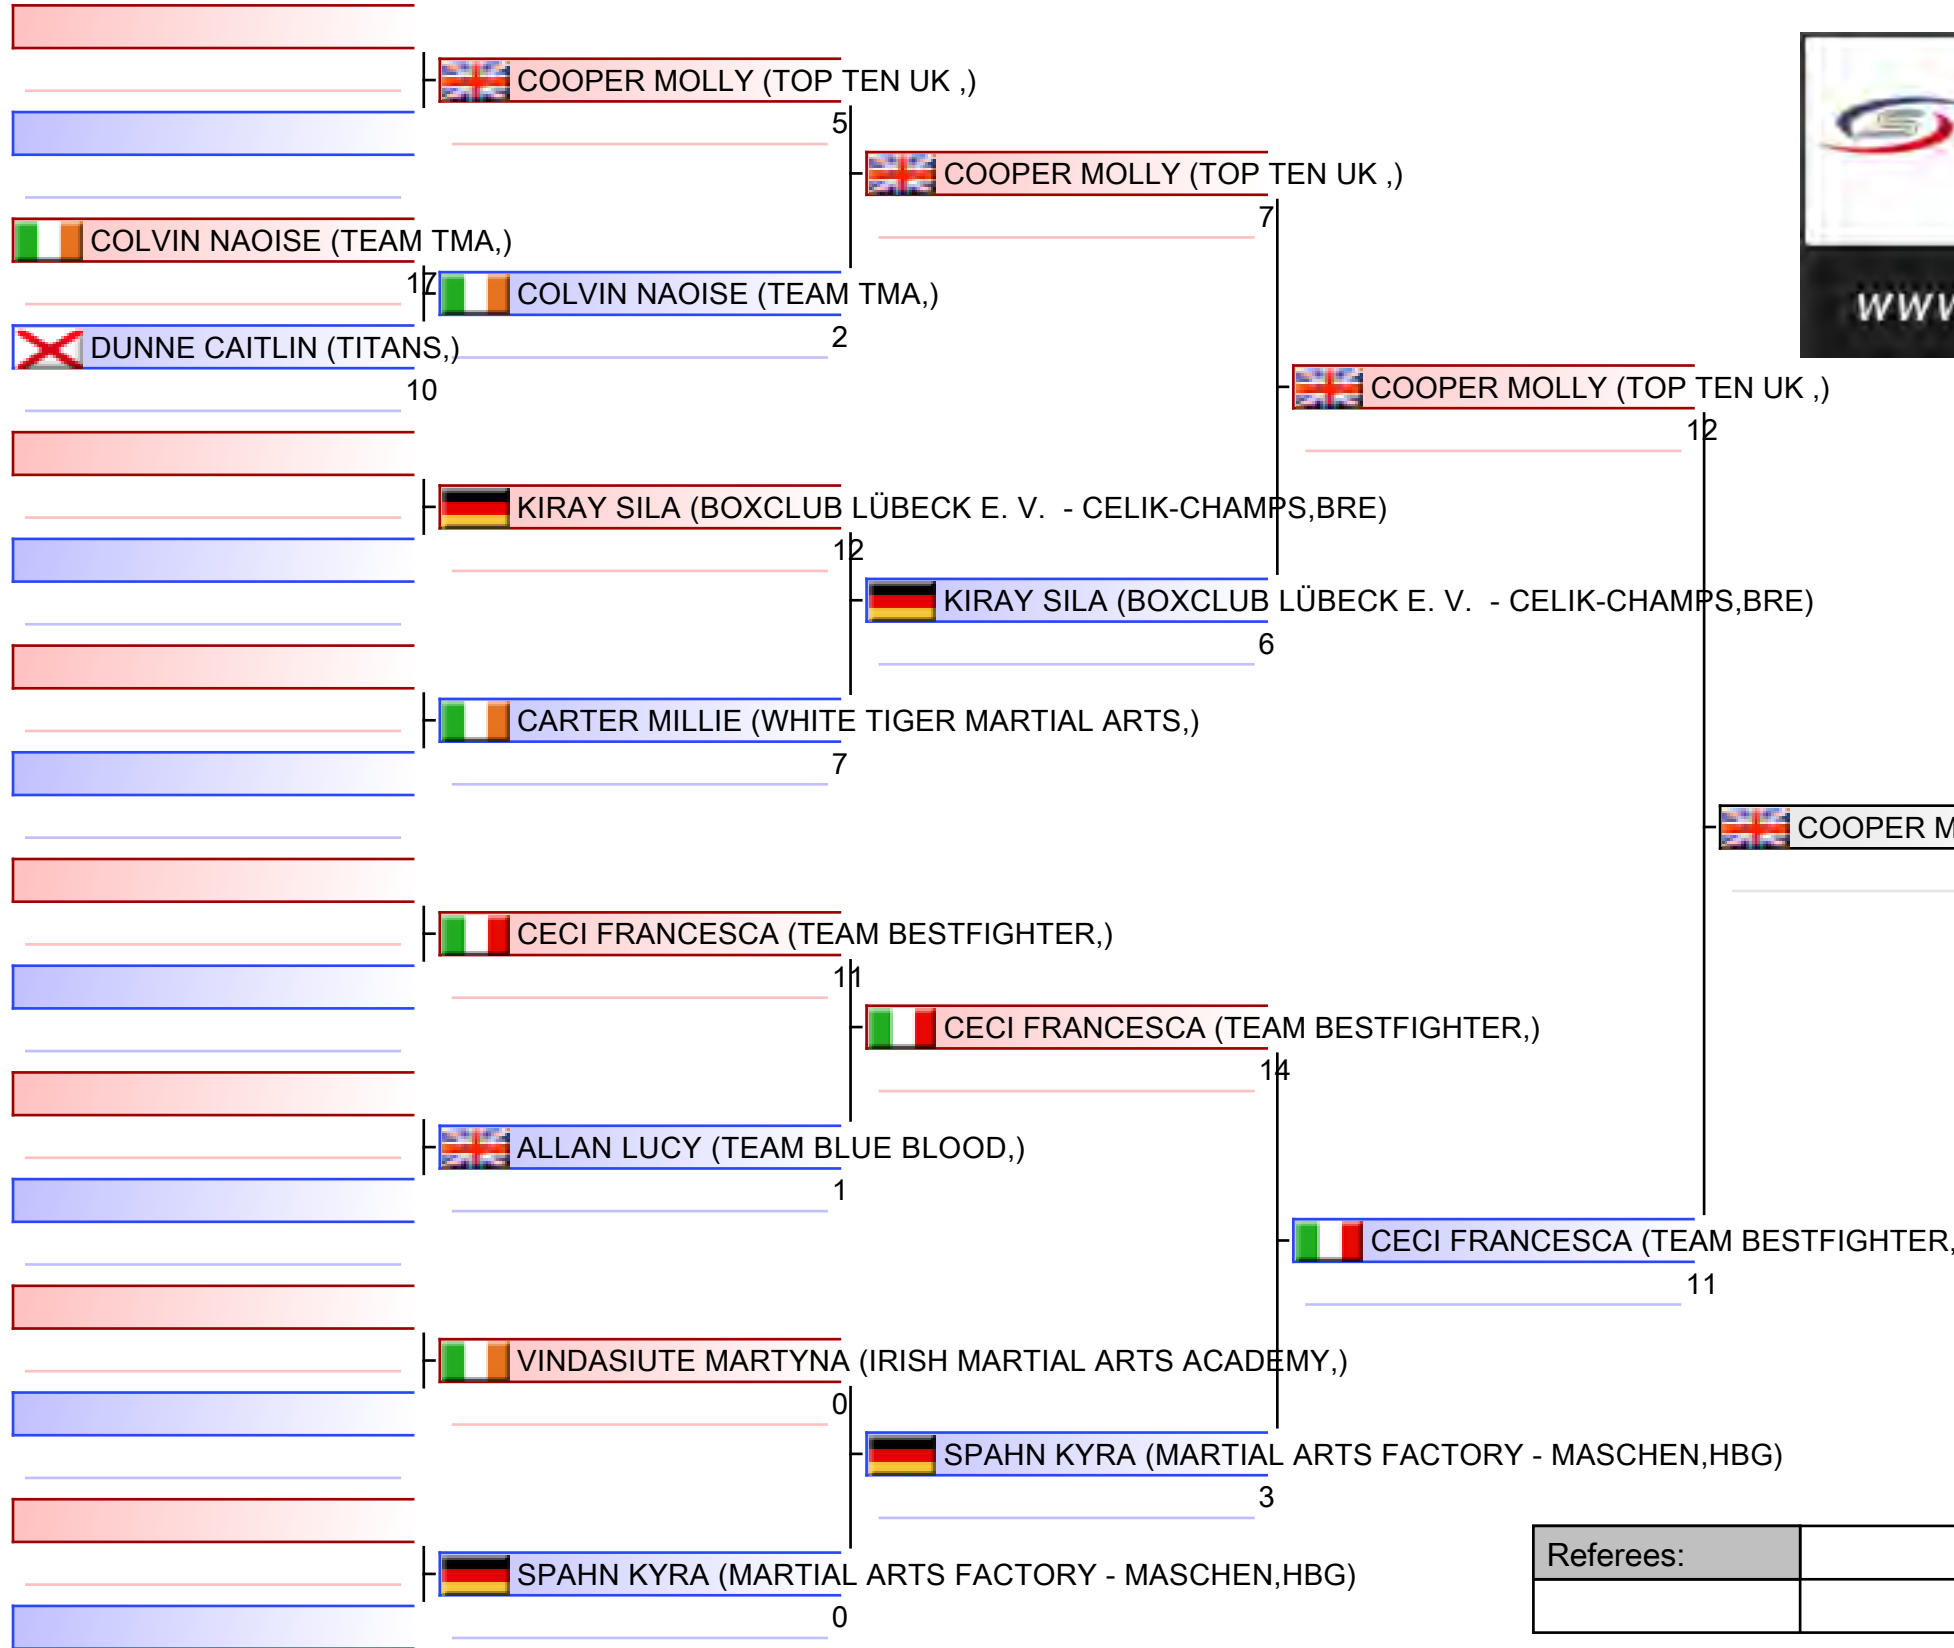 COOPER MOLLY (TOP TEN UK ,)
5
COOPER MOLLY (TOP TEN UK ,)
7
COLVIN NAOISE (TEAM TMA,)
17
COLVIN NAOISE (TEAM TMA,)
2
DUNNE CAITLIN (TITANS,)
10
www
COOPER MOLLY (TOP TEN UK ,)
12
KIRAY SILA (BOXCLUB LÜBECK E. V.  - CELIK-CHAMPS,BRE)
12
KIRAY SILA (BOXCLUB LÜBECK E. V.  - CELIK-CHAMPS,BRE)
6
CARTER MILLIE (WHITE TIGER MARTIAL ARTS,)
7
COOPER M
CECI FRANCESCA (TEAM BESTFIGHTER,)
11
CECI FRANCESCA (TEAM BESTFIGHTER,)
14
ALLAN LUCY (TEAM BLUE BLOOD,)
1
CECI FRANCESCA (TEAM BESTFIGHTER,
11
VINDASIUTE MARTYNA (IRISH MARTIAL ARTS ACADEMY,)
0
SPAHN KYRA (MARTIAL ARTS FACTORY - MASCHEN,HBG)
3
SPAHN KYRA (MARTIAL ARTS FACTORY - MASCHEN,HBG)
0
Referees: